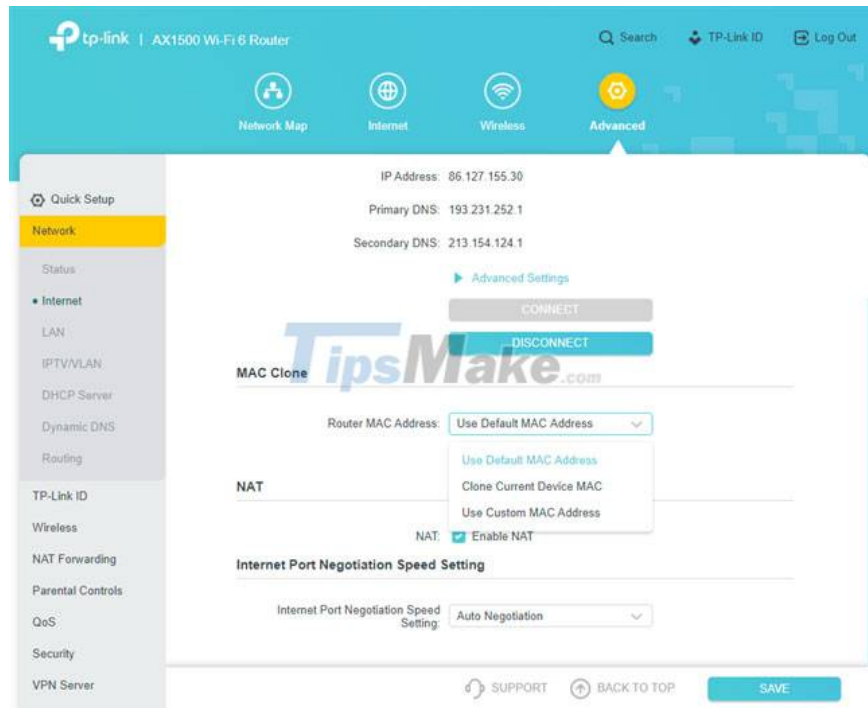 tp-link | AX1500 Wi-Fi 6 Router
Search TP-Link ID Log Out
Network Map Internet Wireless Advanced
Quick Setup
Network
Status
Internet
LAN
IPTV/VLAN
DHCP Server
Dynamic DNS
Routing
TP-Link ID
Wireless
NAT Forwarding
Parental Controls
QoS
Security
VPN Server
IP Address: 86.127.155.30
Primary DNS: 193.231.252.1
Secondary DNS: 213.154.124.1
Advanced Settings
CONNECT
DISCONNECT
TipsMake.com
MAC Clone
Router MAC Address: Use Default MAC Address
Use Default MAC Address
Clone Current Device MAC
Use Custom MAC Address
NAT
NAT: Enable NAT
Internet Port Negotiation Speed Setting
Internet Port Negotiation Speed
Setting: Auto Negotiation
SUPPORT BACK TO TOP SAVE